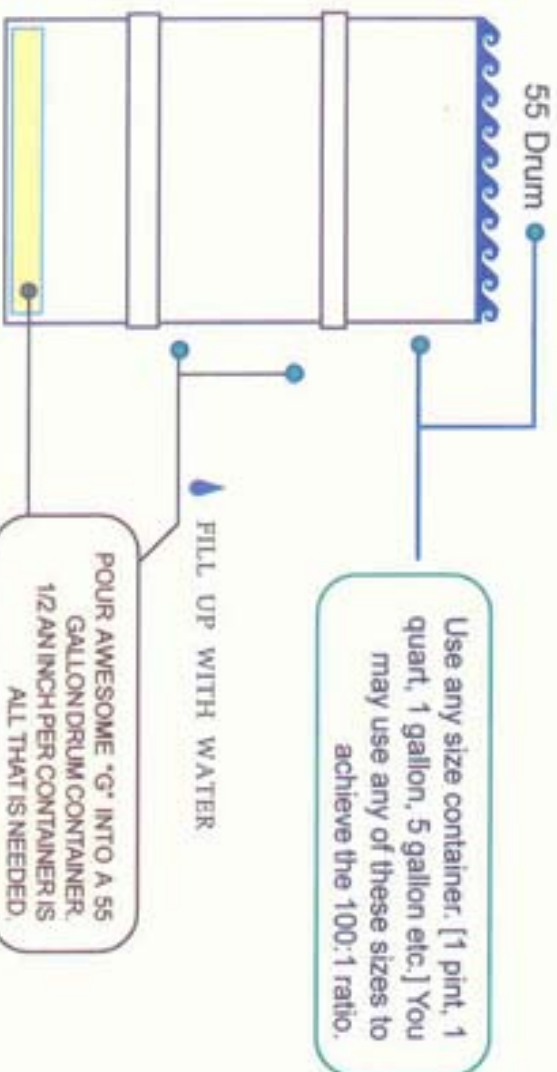 55 Drum
Use any size container. [1 pint, 1
quart, 1 gallon, 5 gallon etc.] You
may use any of these sizes to
achieve the 100:1 ratio.
FILL UP WITH WATER
POUR AWESOME "G" INTO A 55
GALLON DRUM CONTAINER.
1/2 AN INCH PER CONTAINER IS
ALL THAT IS NEEDED.